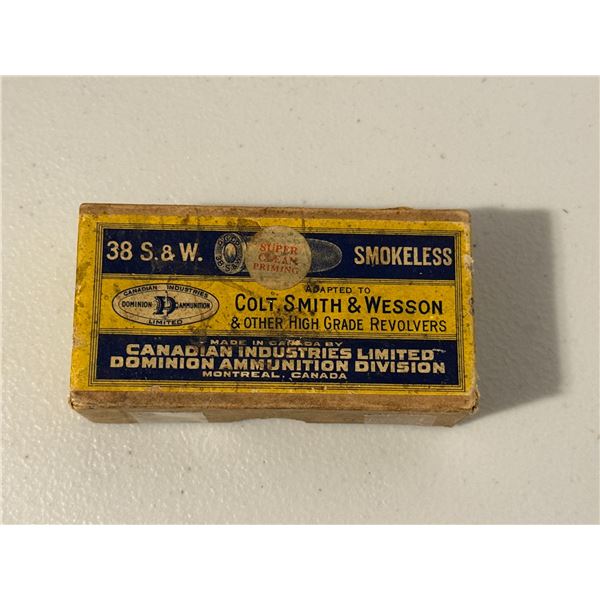 38 S. & W.
SUPER
CLEAN
PRIMING
SMOKELESS
CANADIAN INDUSTRIES
DOMINION D AMMUNITION
LIMITED
ADAPTED TO
COLT, SMITH & WESSON
& OTHER HIGH GRADE REVOLVERS
MADE IN CANADA BY
CANADIAN INDUSTRIES LIMITED
DOMINION AMMUNITION DIVISION
MONTREAL, CANADA